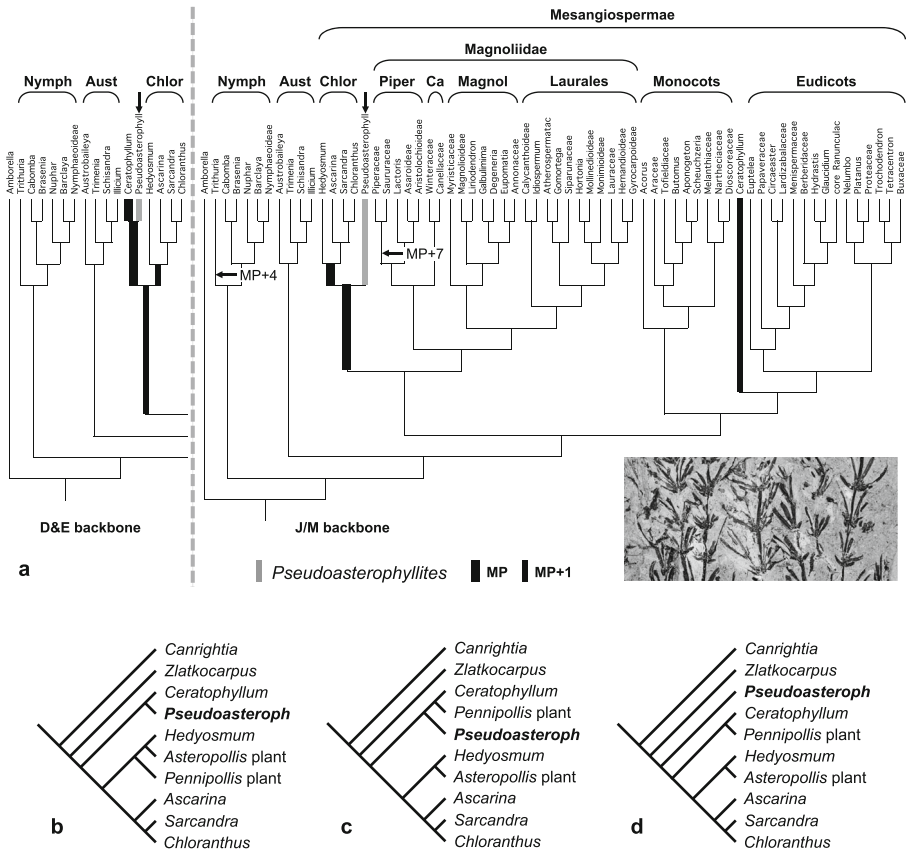 Mesangiospermae
Magnoliidae
Nymph
Aust
Chlor
Nymph
Aust
Chlor
Piper
Ca
Magnol
Laurales
Monocots
Eudicots
Amborella
Trithuria
Cabomba
Brasenia
Nuphar
Barclaya
Nymphaeoideae
Austrobaileya
Trimenia
Schisandra
Illicium
Ceratophyllum
Pseudoasterophyll
Hedyosmum
Ascarina
Sarcandra
Chloranthus
Amborella
Trithuria
Cabomba
Brasenia
Nuphar
Barclaya
Nymphaeoideae
Austrobaileya
Trimenia
Schisandra
Illicium
Hedyosmum
Ascarina
Sarcandra
Chloranthus
Pseudoasterophyll
Piperaceae
Saururaceae
Lactoris
Asaroideae
Aristolochioideae
Winteraceae
Canellaceae
Myristicaceae
Magnolioideae
Liriodendron
Galbulimima
Degeneria
Eupomatia
Annonaceae
Calycanthoideae
Idiospermum
Atherospermatac
Gomortega
Siparunaceae
Hortonia
Mollinedioideae
Monimioideae
Lauraceae
Hernandioideae
Gyrocarpoideae
Acorus
Araceae
Tofieldiaceae
Butomus
Aponogeton
Scheuchzeria
Melanthiaceae
Nartheciaceae
Dioscoreaceae
Ceratophyllum
Euptelea
Papaveraceae
Circaeaster
Lardizabalaceae
Menispermaceae
Berberidaceae
Hydrastis
Glaucidium
core Ranunculac
Nelumbo
Platanus
Proteaceae
Trochodendron
Tetracentron
Buxaceae
MP+4
MP+7
D&E backbone
J/M backbone
a
Pseudoasterophyllites
MP
MP+1
Canrightia
Zlatkocarpus
Ceratophyllum
Pseudoasteroph
Hedyosmum
Asteropollis plant
Pennipollis plant
Ascarina
Sarcandra
Chloranthus
b
Canrightia
Zlatkocarpus
Ceratophyllum
Pennipollis plant
Pseudoasteroph
Hedyosmum
Asteropollis plant
Ascarina
Sarcandra
Chloranthus
c
Canrightia
Zlatkocarpus
Pseudoasteroph
Ceratophyllum
Pennipollis plant
Hedyosmum
Asteropollis plant
Ascarina
Sarcandra
Chloranthus
d